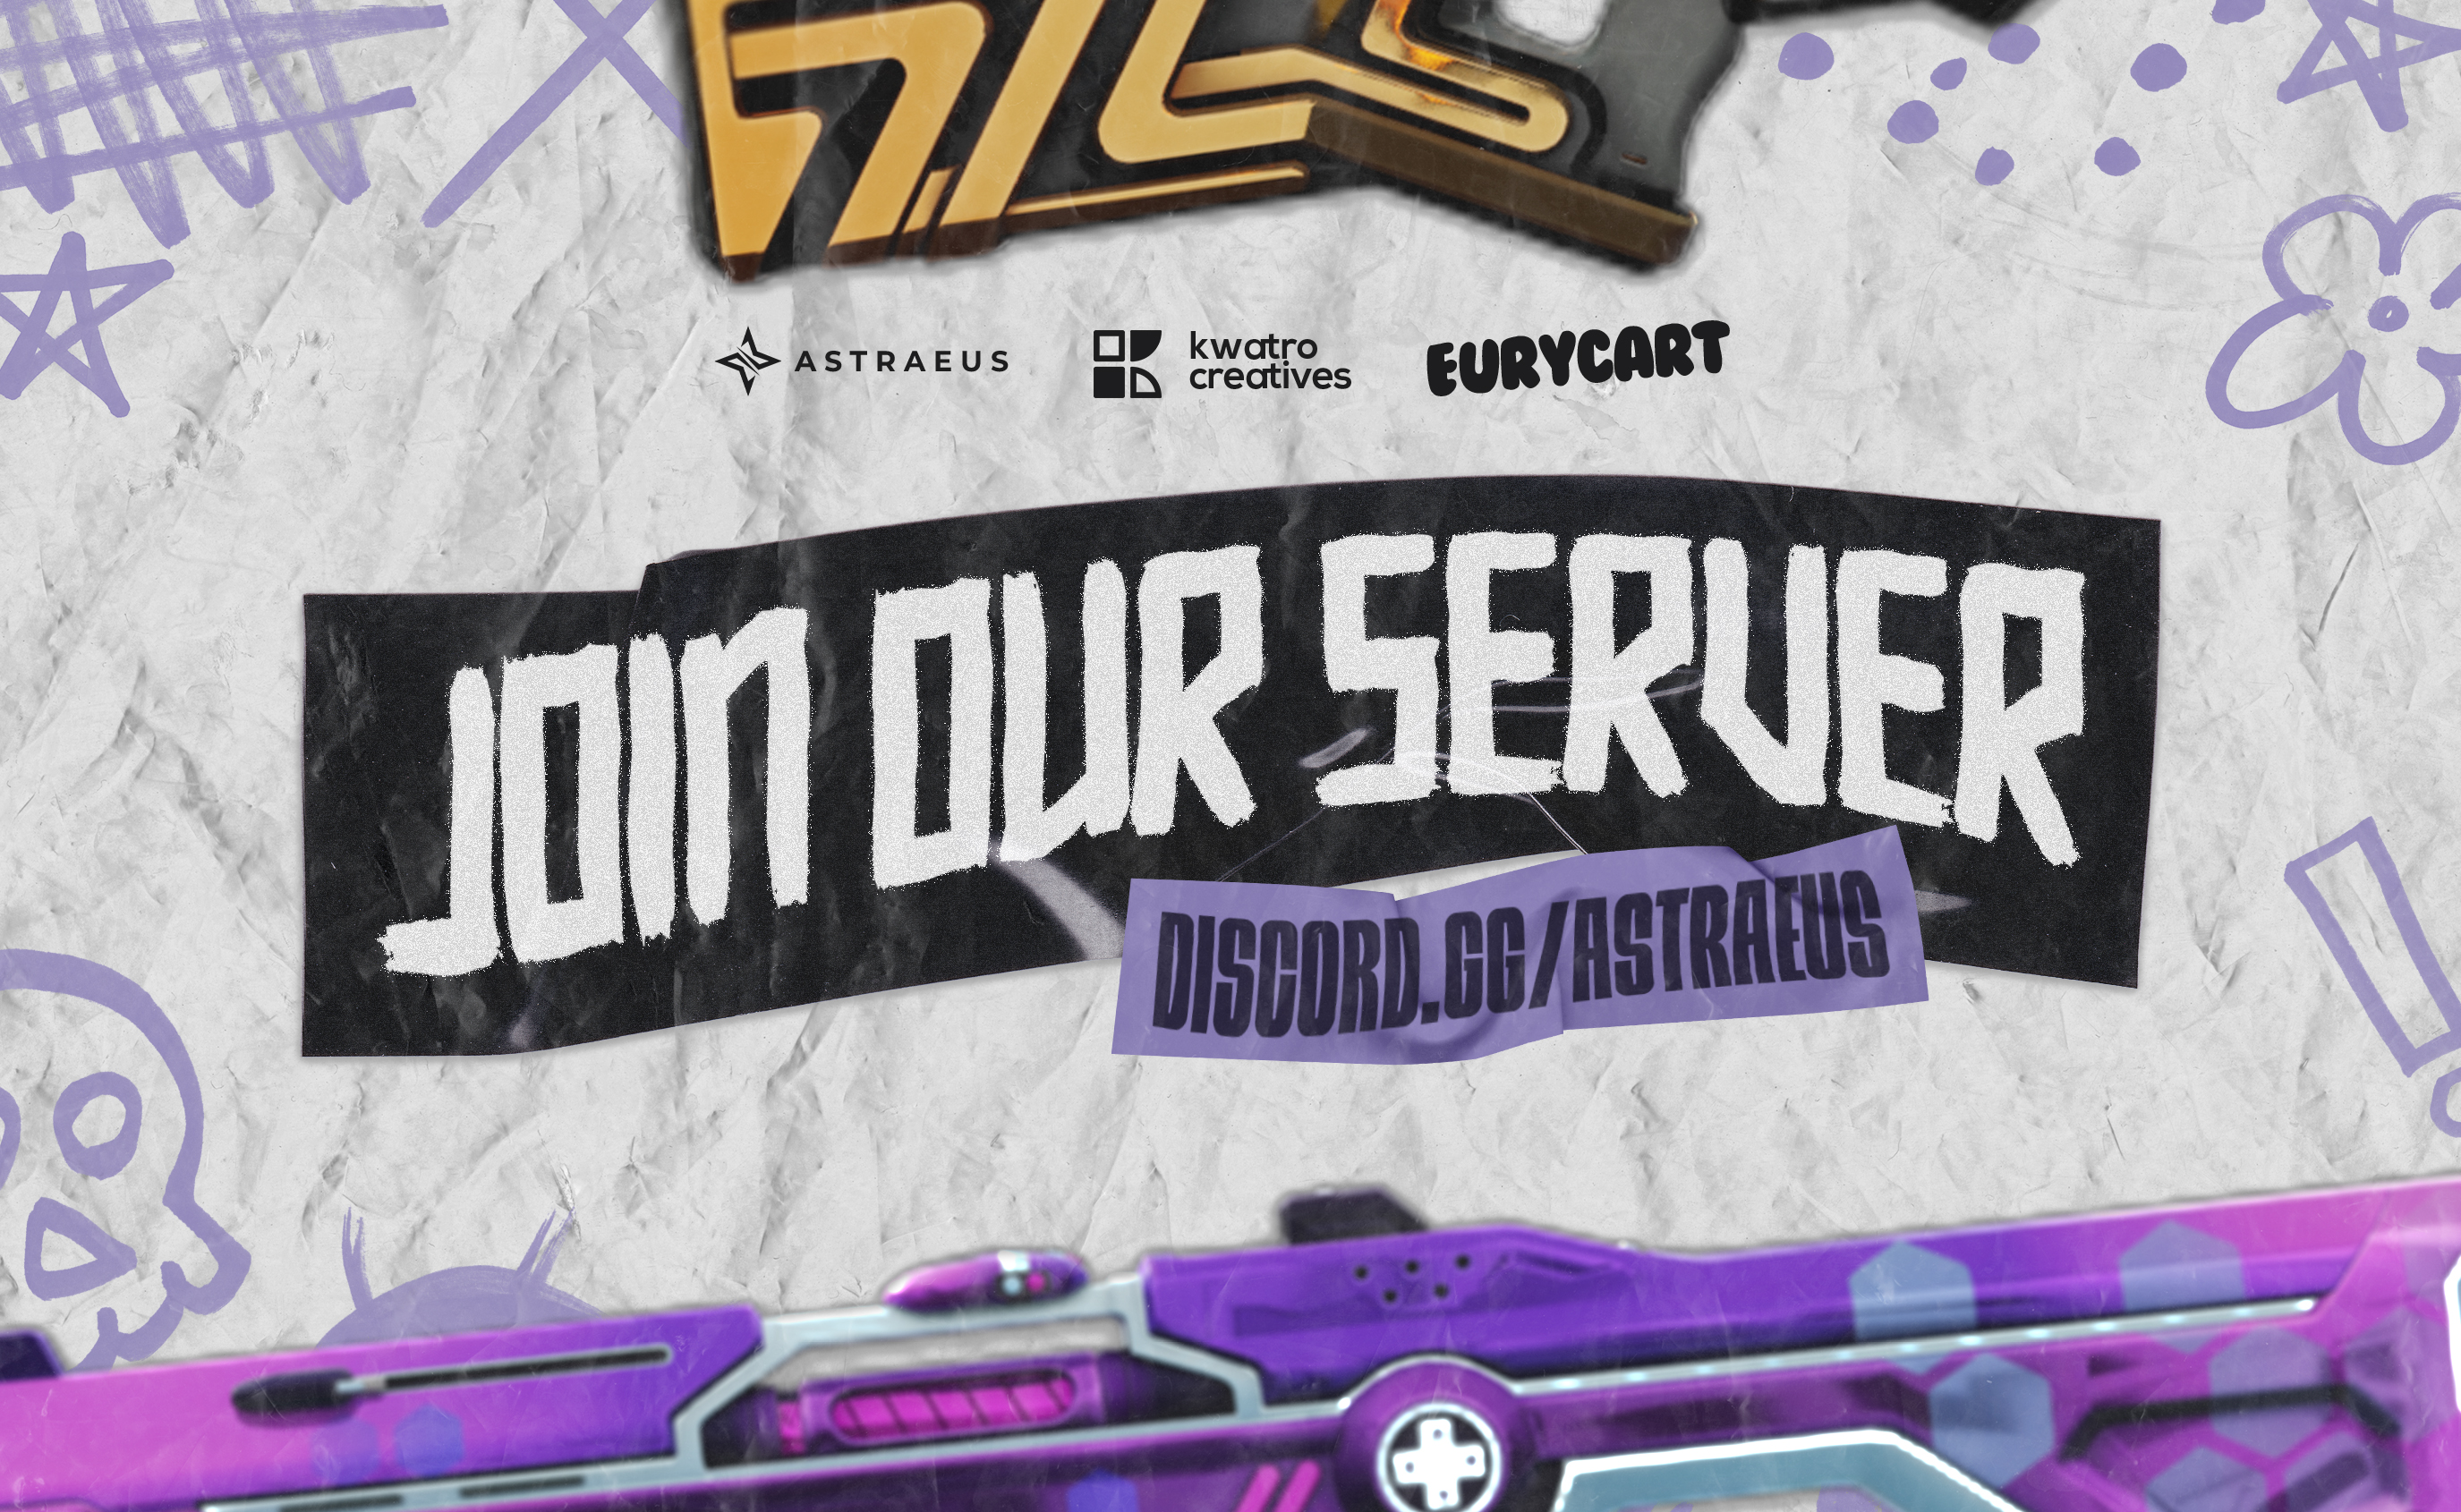 ASTRAEUS
kwatro
creatives
EURYCART
JOIN OUR SERVER
DISCORD.GG/ASTRAEUS